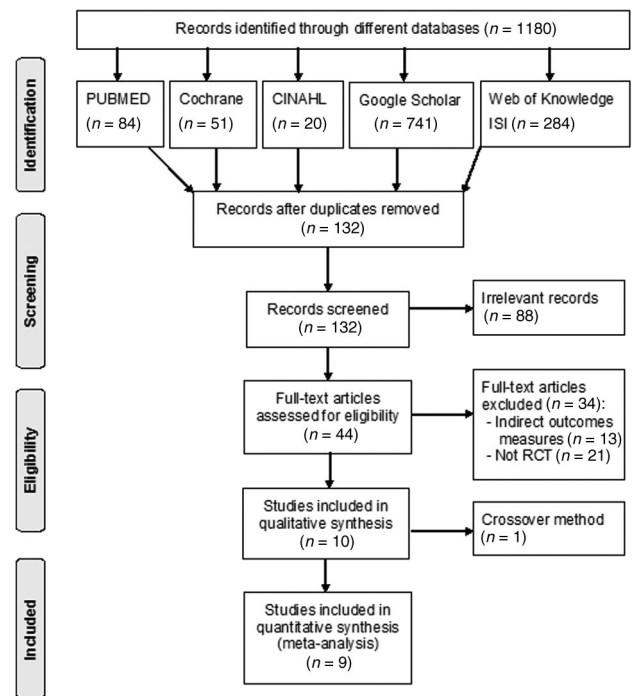 Records identified through different databases (n = 1180)
Identification
PUBMED
(n = 84)
Cochrane
(n = 51)
CINAHL
(n = 20)
Google Scholar
(n = 741)
Web of Knowledge
ISI (n = 284)
Records after duplicates removed
(n = 132)
Screening
Records screened
(n = 132)
Irrelevant records
(n = 88)
Eligibility
Full-text articles
assessed for eligibility
(n = 44)
Full-text articles
excluded (n = 34):
- Indirect outcomes
measures (n = 13)
- Not RCT (n = 21)
Studies included in
qualitative synthesis
(n = 10)
Crossover method
(n = 1)
Included
Studies included in
quantitative synthesis
(meta-analysis)
(n = 9)